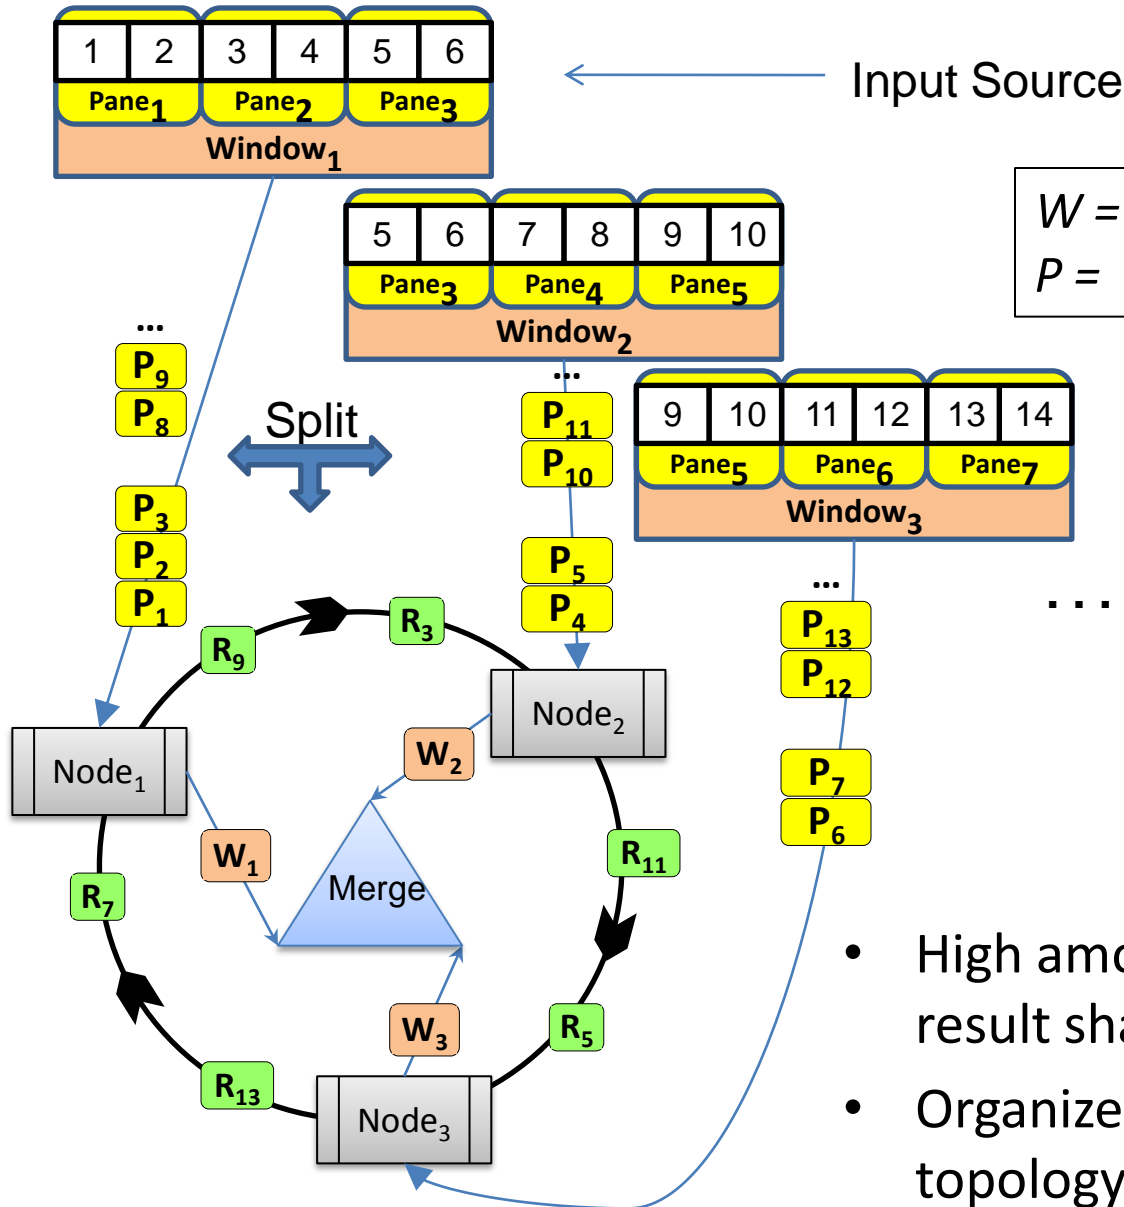 1 2 3 4 5 6
Pane1 Pane2 Pane3
Window1
Input Source
W =
P =
5 6 7 8 9 10
Pane3 Pane4 Pane5
Window2
...
P9
P8
Split
P3
P2
P1
...
P11
P10
P5
P4
9 10 11 12 13 14
Pane5 Pane6 Pane7
Window3
...
P13
P12
P7
P6
...
R9
R3
Node1
Node2
W2
W1
Merge
R11
R7
W3
R5
R13
Node3
• High amo
result sha
• Organize
topology